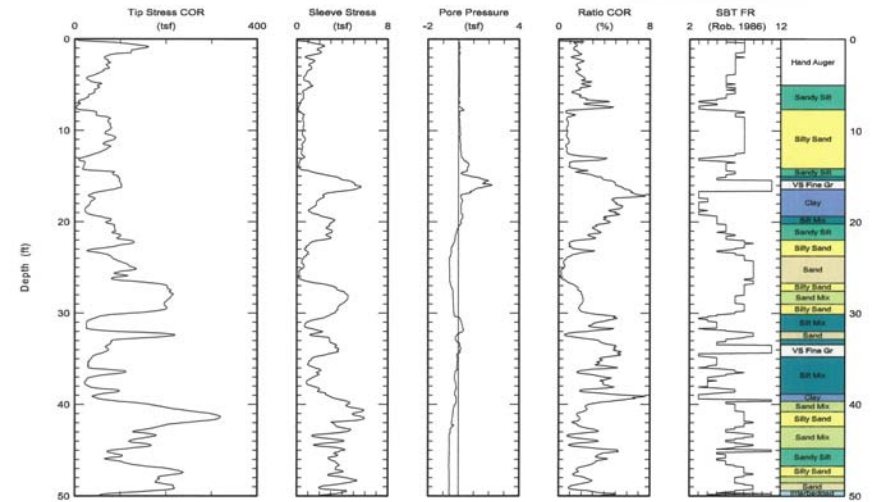 Tip Stress COR
(tsf)
Sleeve Stress
(tsf)
Pore Pressure
(tsf)
Ratio COR
(%)
SBT FR
(Rob. 1986)
0 400
0 8
-2 4
0 8
2 12
Depth (ft)
0
10
20
30
40
50
0
10
20
30
40
50
Hand Auger
Sandy Silt
Silty Sand
Sandy Silt
VS Fine Gr
Clay
Silt Mix
Sandy Silt
Silty Sand
Sand
Silty Sand
Sand Mix
Silty Sand
Silt Mix
Sand
VS Fine Gr
Silt Mix
Clay
Sand Mix
Silty Sand
Sand Mix
Sandy Silt
Silty Sand
Sand